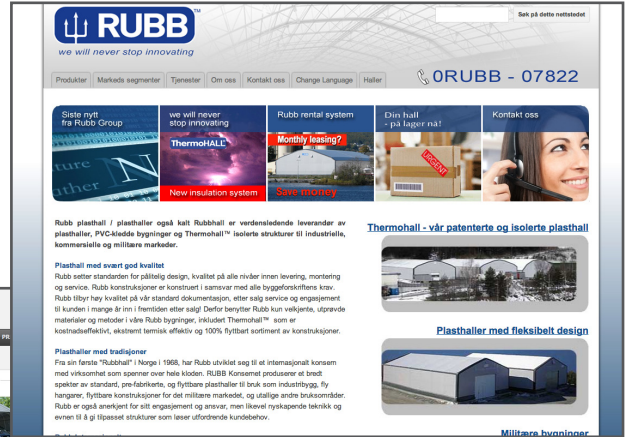 RUBB™
we will never stop innovating
Søk på dette nettstedet
Produkter Markeds segmenter Tjenester Om oss Kontakt oss Change Language Haller
0RUBB - 07822
Siste nytt
fra Rubb Group
we will never
stop innovating
ThermoHALL
New insulation system
Rubb rental system
Monthly leasing?
Save money
Din hall
- på lager nå!
URGENT
Kontakt oss
Rubb plasthall / plasthaller også kalt Rubbhall er verdensledende leverandør av
plasthaller, PVC-kledde bygninger og Thermohall™ isolerte strukturer til industrielle,
kommersielle og militære markeder.
Plasthall med svært god kvalitet
Rubb setter standarden for pålitelig design, kvalitet på alle nivåer innen levering, montering
og service. Rubb konstruksjoner er konstruert i samsvar med alle byggeforskriftens krav.
Rubb tilbyr høy kvalitet på vår standard dokumentasjon, etter salg service og engasjement
til kunden i mange år inn i fremtiden etter salg! Derfor benytter Rubb kun velkjente, utprøvde
materialer og metoder i våre Rubb bygninger, inkludert Thermohall™ som er
kostnadseffektivt, ekstremt termisk effektiv og 100% flyttbart sortiment av konstruksjoner.
Plasthaller med tradisjoner
Fra sin første "Rubbhall" i Norge i 1968, har Rubb utviklet seg til et internasjonalt konsern
med virksomhet som spenner over hele kloden. RUBB Konsernet produserer et bredt
spekter av standard, pre-fabrikerte, og flyttbare plasthaller til bruk som industribygg, fly
hangarer, flyttbare konstruksjoner for det militære markedet, og utallige andre bruksområder.
Rubb er også anerkjent for sitt engasjement og ansvar, men likevel nyskapende teknikk og
evnen til å gi tilpasset strukturer som løser utfordrende kundebehov.
Thermohall - vår patenterte og isolerte plasthall
Plasthaller med fleksibelt design
Militære bygninger
PR